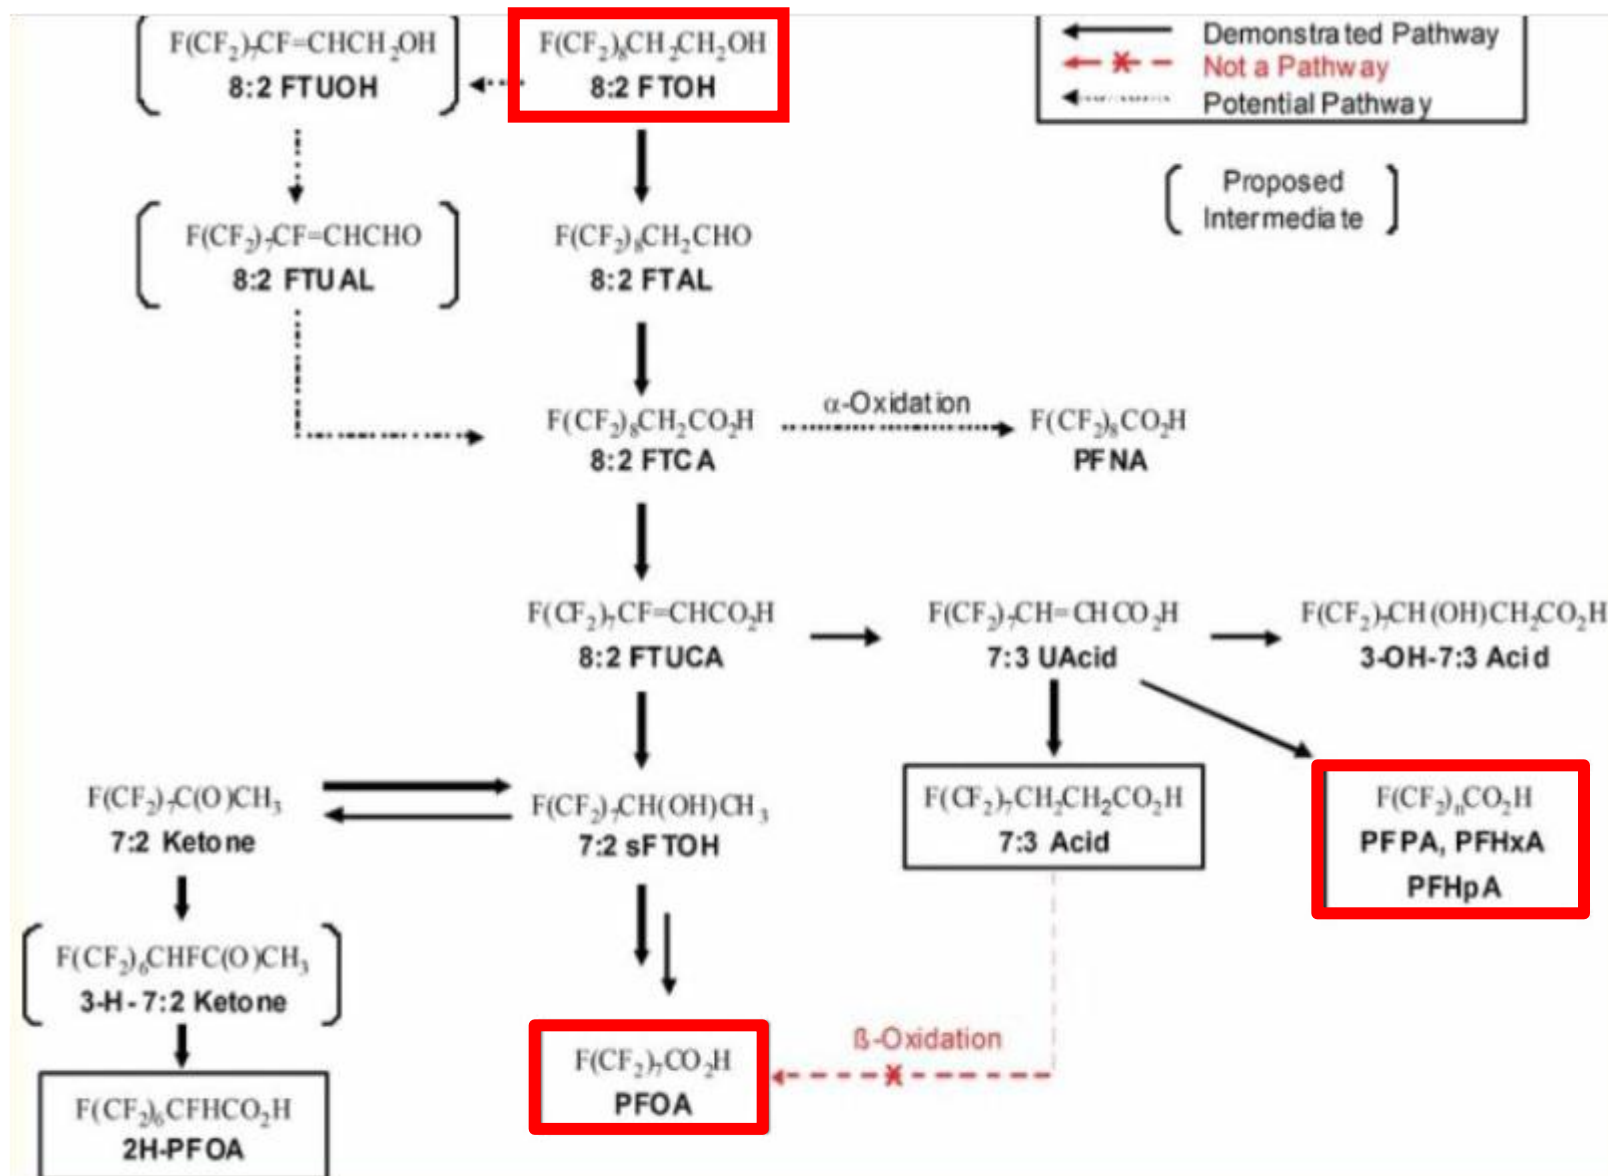 F(CF₂)₇CF=CHCH₂OH
8:2 FTUOH
F(CF₂)₈CH₂CH₂OH
8:2 FTOH
Demonstrated Pathway
Not a Pathway
Potential Pathway
Proposed
Intermediate
F(CF₂)₇CF=CHCHO
8:2 FTUAL
F(CF₂)₈CH₂CHO
8:2 FTAL
F(CF₂)₈CH₂CO₂H
8:2 FTCA
α-Oxidation
F(CF₂)₈CO₂H
PFNA
F(CF₂)₇CF=CHCO₂H
8:2 FTUCA
F(CF₂)₇CH=CHCO₂H
7:3 UAcid
F(CF₂)₇CH(OH)CH₂CO₂H
3-OH-7:3 Acid
F(CF₂)₇C(O)CH₃
7:2 Ketone
F(CF₂)₇CH(OH)CH₃
7:2 sFTOH
F(CF₂)₇CH₂CH₂CO₂H
7:3 Acid
F(CF₂)ₙCO₂H
PFPA, PFHxA
PFHpA
F(CF₂)₆CHFC(O)CH₃
3-H-7:2 Ketone
F(CF₂)₇CO₂H
PFOA
ß-Oxidation
F(CF₂)₆CFHCO₂H
2H-PFOA